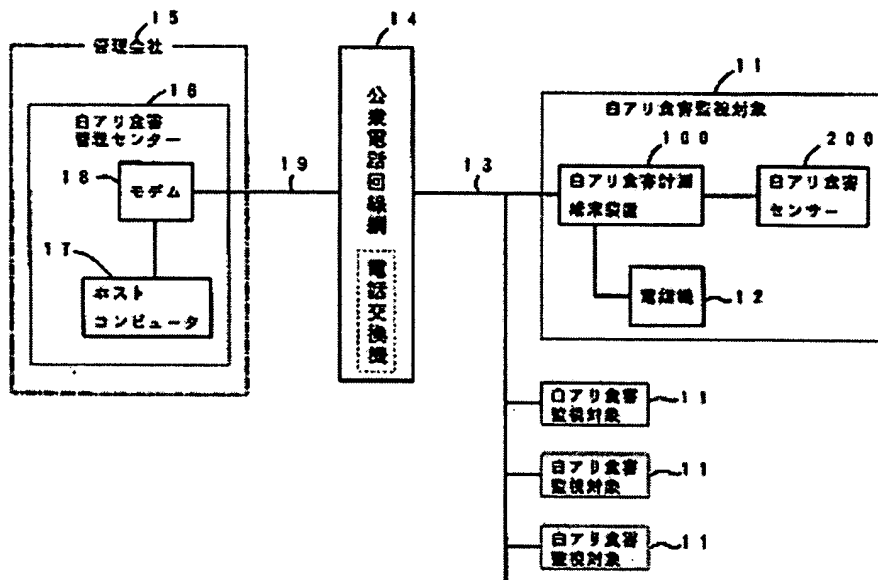 15
管理会社
16
白アリ食害
管理センター
18
モデム
17
ホスト
コンピュータ
19
14
公衆電話回線網
電話交換機
13
11
白アリ食害監視対象
100
白アリ食害計測
端末装置
200
白アリ食害
センサー
電話機
12
白アリ食害
監視対象
11
白アリ食害
監視対象
11
白アリ食害
監視対象
11